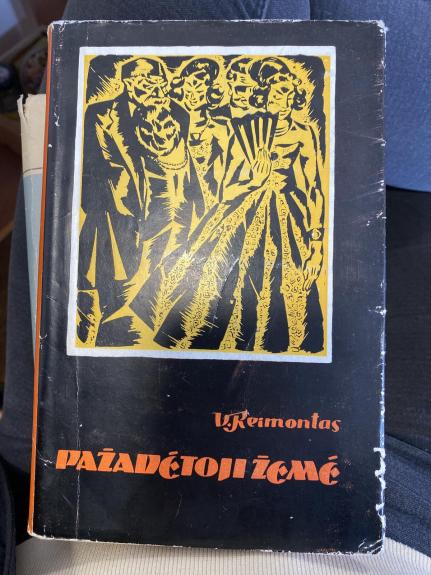 V. Reimontas
PAŽADĖTOJI ŽEMĖ